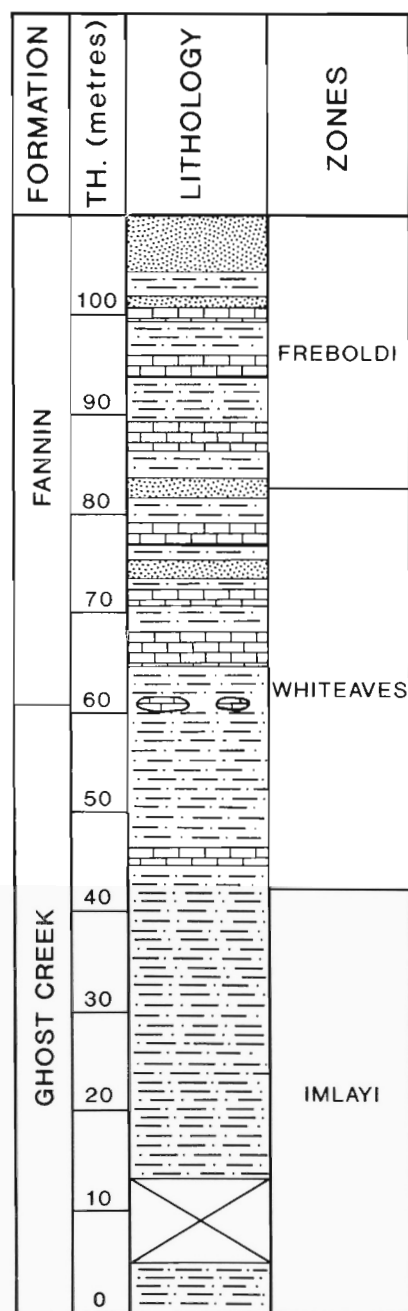 FORMATION
TH. (metres)
LITHOLOGY
ZONES
FANNIN
GHOST CREEK
100
90
80
70
60
50
40
30
20
10
0
FREBOLDI
WHITEAVES
IMLAYI